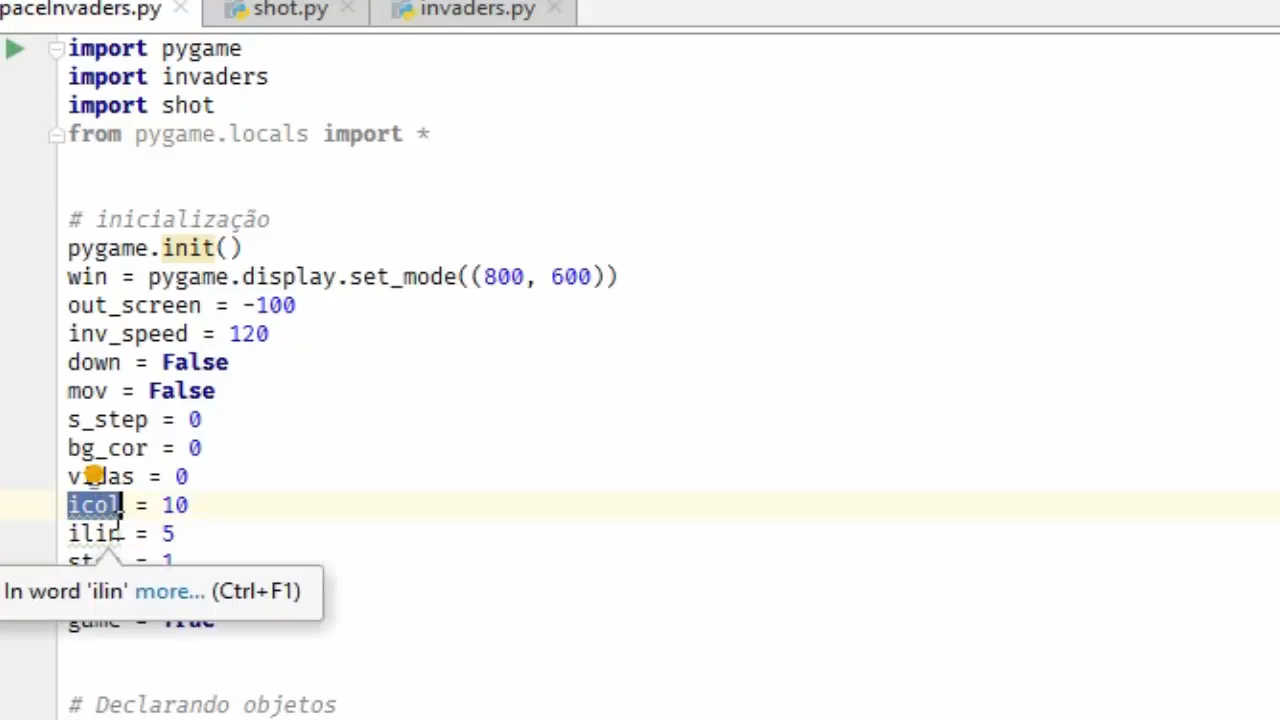 paceInvaders.py shot.py invaders.py
import pygame
import invaders
import shot
from pygame.locals import *
# inicialização
pygame.init()
win = pygame.display.set_mode((800, 600))
out_screen = -100
inv_speed = 120
down = False
mov = False
s_step = 0
bg_cor = 0
vidas = 0
icol = 10
ilin = 5
= 1
In word 'ilin' more... (Ctrl+F1)
game = True
# Declarando objetos